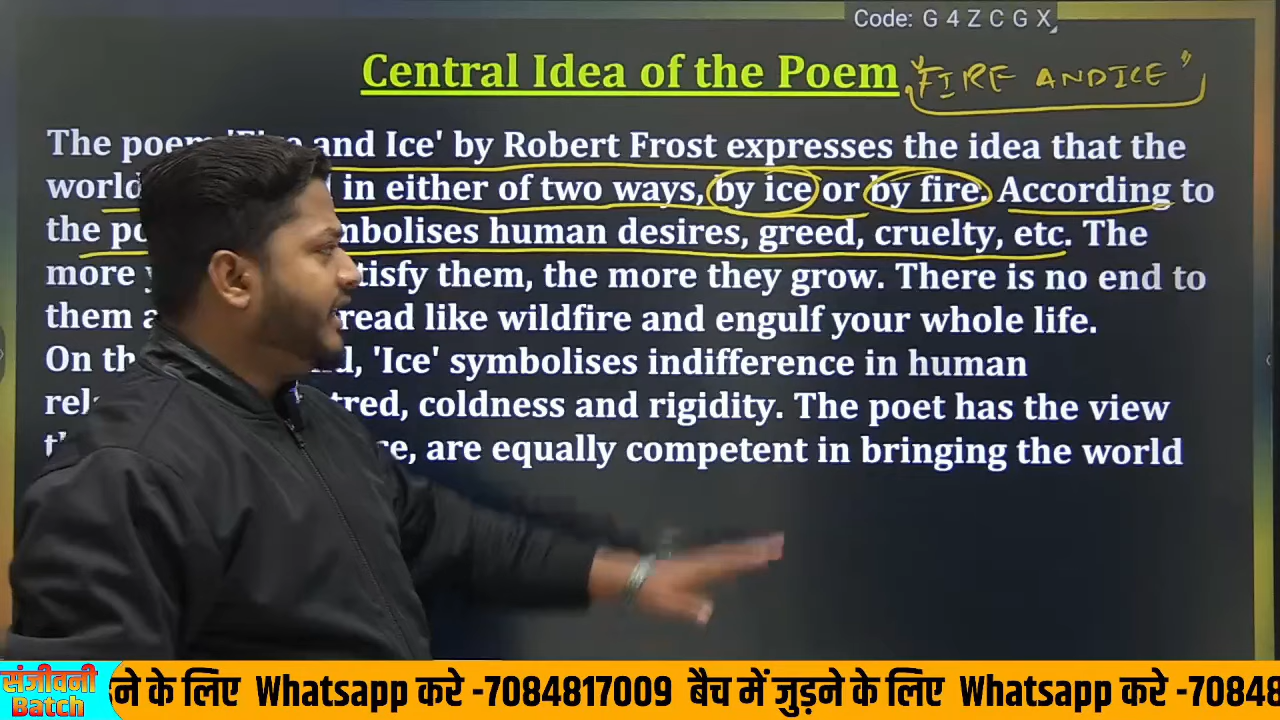 Code: G 4 Z C G X
Central Idea of the Poem "FIRE AND ICE"
The poem 'Fire and Ice' by Robert Frost expresses the idea that the
world in either of two ways, by ice or by fire. According to
the mbolises human desires, greed, cruelty, etc. The
more tisfy them, the more they grow. There is no end to
them read like wildfire and engulf your whole life.
On 'Ice' symbolises indifference in human
tred, coldness and rigidity. The poet has the view
are equally competent in bringing the world
संजीवनी
Batch
ने के लिए Whatsapp करे -7084817009 बैच में जुड़ने के लिए Whatsapp करे -70848